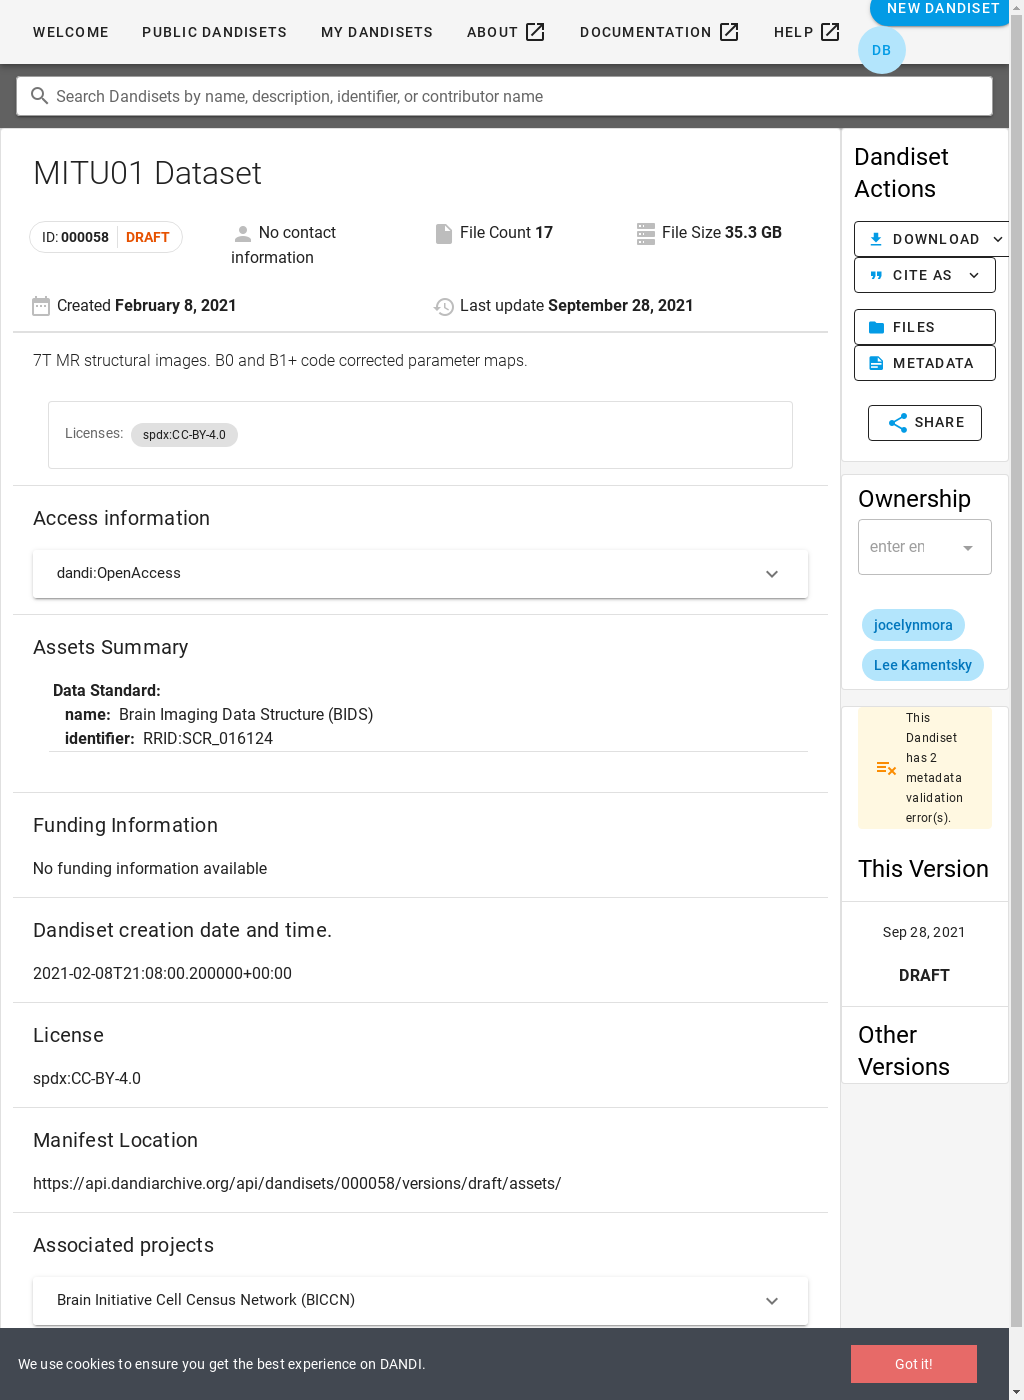 WELCOME PUBLIC DANDISETS MY DANDISETS ABOUT DOCUMENTATION HELP NEW DANDISET
DB
Search Dandisets by name, description, identifier, or contributor name
MITU01 Dataset
ID: 000058 DRAFT
No contact information
File Count 17
File Size 35.3 GB
Created February 8, 2021
Last update September 28, 2021
7T MR structural images. B0 and B1+ code corrected parameter maps.
Licenses: spdx:CC-BY-4.0
Access information
dandi:OpenAccess
Assets Summary
Data Standard:
name: Brain Imaging Data Structure (BIDS)
identifier: RRID:SCR_016124
Funding Information
No funding information available
Dandiset creation date and time.
2021-02-08T21:08:00.200000+00:00
License
spdx:CC-BY-4.0
Manifest Location
https://api.dandiarchive.org/api/dandisets/000058/versions/draft/assets/
Associated projects
Brain Initiative Cell Census Network (BICCN)
Dandiset
Actions
DOWNLOAD
CITE AS
FILES
METADATA
SHARE
Ownership
enter en
jocelynmora
Lee Kamentsky
This
Dandiset
has 2
metadata
validation
error(s).
This Version
Sep 28, 2021
DRAFT
Other
Versions
We use cookies to ensure you get the best experience on DANDI.
Got it!